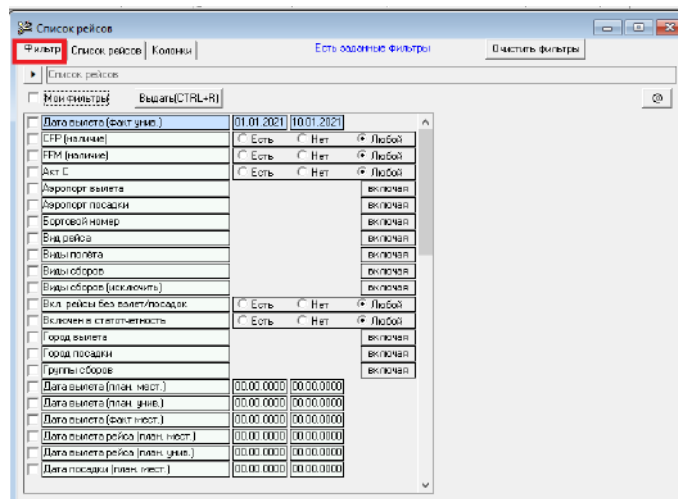 Список рейсов
Фильтр Список рейсов Колонки Есть заданные фильтры Очистить фильтры
Список рейсов
Мои фильтры Выдать(CTRL+R) @
Дата вылета (факт унив.) 01.01.2021 10.01.2021
CFP (наличие) Есть Нет Любой
FFM (наличие) Есть Нет Любой
Акт С Есть Нет Любой
Аэропорт вылета включая
Аэропорт посадки включая
Бортовой номер включая
Вид рейса включая
Виды полёта включая
Виды сборов включая
Виды сборов (исключить) включая
Вкл. рейсы без взлет/посадок Есть Нет Любой
Включен в статотчетность Есть Нет Любой
Город вылета включая
Город посадки включая
Группы сборов включая
Дата вылета (план. мест.) 00.00.0000 00.00.0000
Дата вылета (план. унив.) 00.00.0000 00.00.0000
Дата вылета (факт мест.) 00.00.0000 00.00.0000
Дата вылета рейса (план. мест.) 00.00.0000 00.00.0000
Дата вылета рейса (план. унив.) 00.00.0000 00.00.0000
Дата посадки (план. мест.) 00.00.0000 00.00.0000